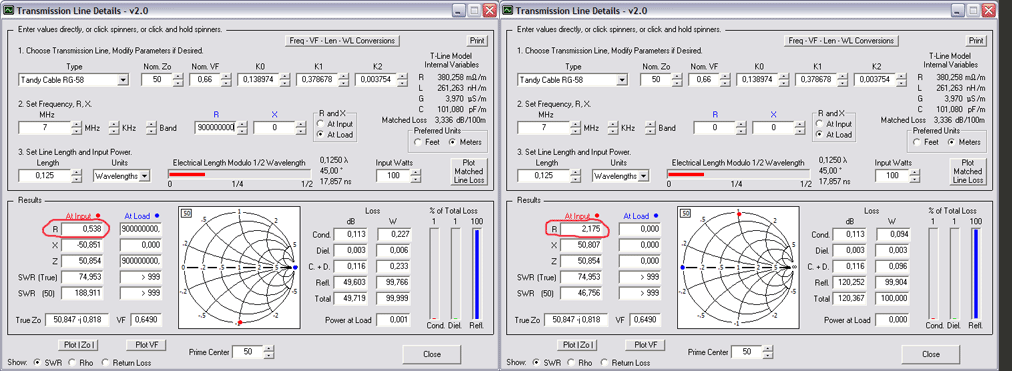 Transmission Line Details - v2.0
Enter values directly, or click spinners, or click and hold spinners.
Freq - VF - Len - WL Conversions
Print
1. Choose Transmission Line, Modify Parameters if Desired.
Type Nom. Zo Nom. VF K0 K1 K2
Tandy Cable RG-58 50 0,66 0,138974 0,378678 0,003754
T-Line Model
Internal Variables
R 380,258 mΩ/m
L 261,263 nH/m
G 3,970 µS/m
C 101,080 pF/m
Matched Loss 3,336 dB/100m
2. Set Frequency, R, X.
MHz R X
7 MHz KHz Band 900000000 0
R and X
At Input
At Load
Preferred Units
Feet Meters
3. Set Line Length and Input Power.
Length Units Electrical Length Modulo 1/2 Wavelength Input Watts
0,125 Wavelengths 0 1/4 1/2 100
0,1250 λ
45,00 °
17,857 ns
Plot
Matched
Line Loss
Results
At Input At Load
R 0,538 900000000,
X -50,851 0,000
Z 50,854 900000000,
SWR (True) 74,953 > 999
SWR (50) 188,911 > 999
True Zo 50,847 -j 0,818 VF 0,6490
50
.5 1 2
.2 5
0 .2 .5 1 2 5 ∞
-.2 -5
-.5 -1 -2
Loss % of Total Loss
dB W 1 1 100
Cond. 0,113 0,227
Diel. 0,003 0,006
C. + D. 0,116 0,233
Refl. 49,603 99,766
Total 49,719 99,999
Power at Load 0,001
Cond. Diel. Refl.
Plot |Zo| Plot VF Prime Center 50 Close
Show: SWR Rho Return Loss
Transmission Line Details - v2.0
Enter values directly, or click spinners, or click and hold spinners.
Freq - VF - Len - WL Conversions
Print
1. Choose Transmission Line, Modify Parameters if Desired.
Type Nom. Zo Nom. VF K0 K1 K2
Tandy Cable RG-58 50 0,66 0,138974 0,378678 0,003754
T-Line Model
Internal Variables
R 380,258 mΩ/m
L 261,263 nH/m
G 3,970 µS/m
C 101,080 pF/m
Matched Loss 3,336 dB/100m
2. Set Frequency, R, X.
MHz R X
7 MHz KHz Band 0 0
R and X
At Input
At Load
Preferred Units
Feet Meters
3. Set Line Length and Input Power.
Length Units Electrical Length Modulo 1/2 Wavelength Input Watts
0,125 Wavelengths 0 1/4 1/2 100
0,1250 λ
45,00 °
17,857 ns
Plot
Matched
Line Loss
Results
At Input At Load
R 2,175 0,000
X 50,807 0,000
Z 50,854 0,000
SWR (True) 74,953 > 999
SWR (50) 46,756 > 999
True Zo 50,847 -j 0,818 VF 0,6490
50
.5 1 2
.2 5
0 .2 .5 1 2 5 ∞
-.2 -5
-.5 -1 -2
Loss % of Total Loss
dB W 1 1 100
Cond. 0,113 0,094
Diel. 0,003 0,003
C. + D. 0,116 0,096
Refl. 120,252 99,904
Total 120,367 100,000
Power at Load 0,000
Cond. Diel. Refl.
Plot |Zo| Plot VF Prime Center 50 Close
Show: SWR Rho Return Loss